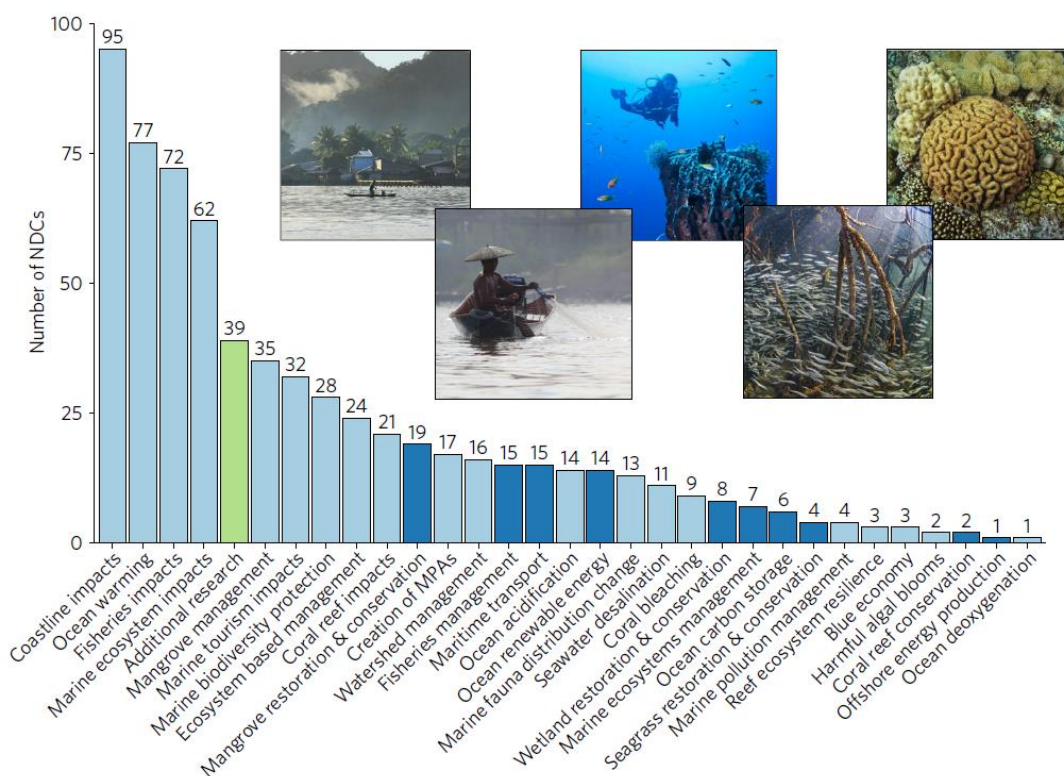 100
75
50
25
0
Number of NDCs
95
77
72
62
39
35
32
28
24
21
19
17
16
15
15
14
14
13
11
9
8
7
6
4
4
3
3
2
2
1
1
Coastline impacts
Ocean warming
Fisheries impacts
Marine ecosystem impacts
Additional research
Mangrove management
Marine tourism impacts
Marine biodiversity protection
Ecosystem based management
Coral reef impacts
Mangrove restoration & conservation
Creation of MPAs
Watershed management
Fisheries management
Maritime transport
Ocean acidification
Ocean renewable energy
Marine fauna distribution change
Seawater desalination
Coral bleaching
Wetland restoration & conservation
Marine ecosystems management
Ocean carbon storage
Seagrass restoration & conservation
Marine pollution management
Reef ecosystem resilience
Blue economy
Harmful algal blooms
Coral reef conservation
Offshore energy production
Ocean deoxygenation